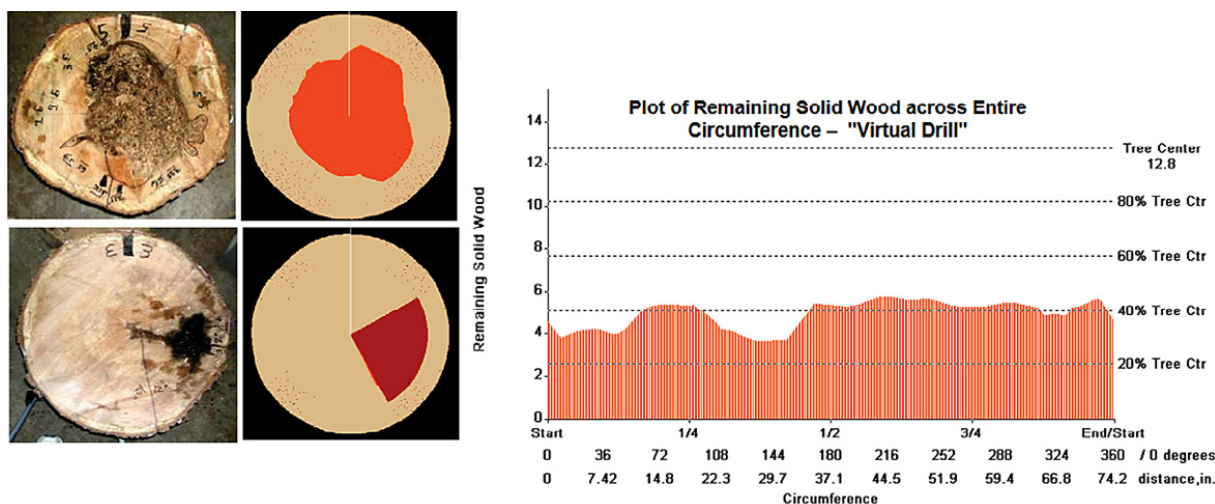 Plot of Remaining Solid Wood across Entire
Circumference – "Virtual Drill"
Remaining Solid Wood
14
12
10
8
6
4
2
0
Tree Center
12.8
80% Tree Ctr
60% Tree Ctr
40% Tree Ctr
20% Tree Ctr
Start 1/4 1/2 3/4 End/Start
0 36 72 108 144 180 216 252 288 324 360 / 0 degrees
0 7.42 14.8 22.3 29.7 37.1 44.5 51.9 59.4 66.8 74.2 distance,in.
Circumference
5 5
3 3